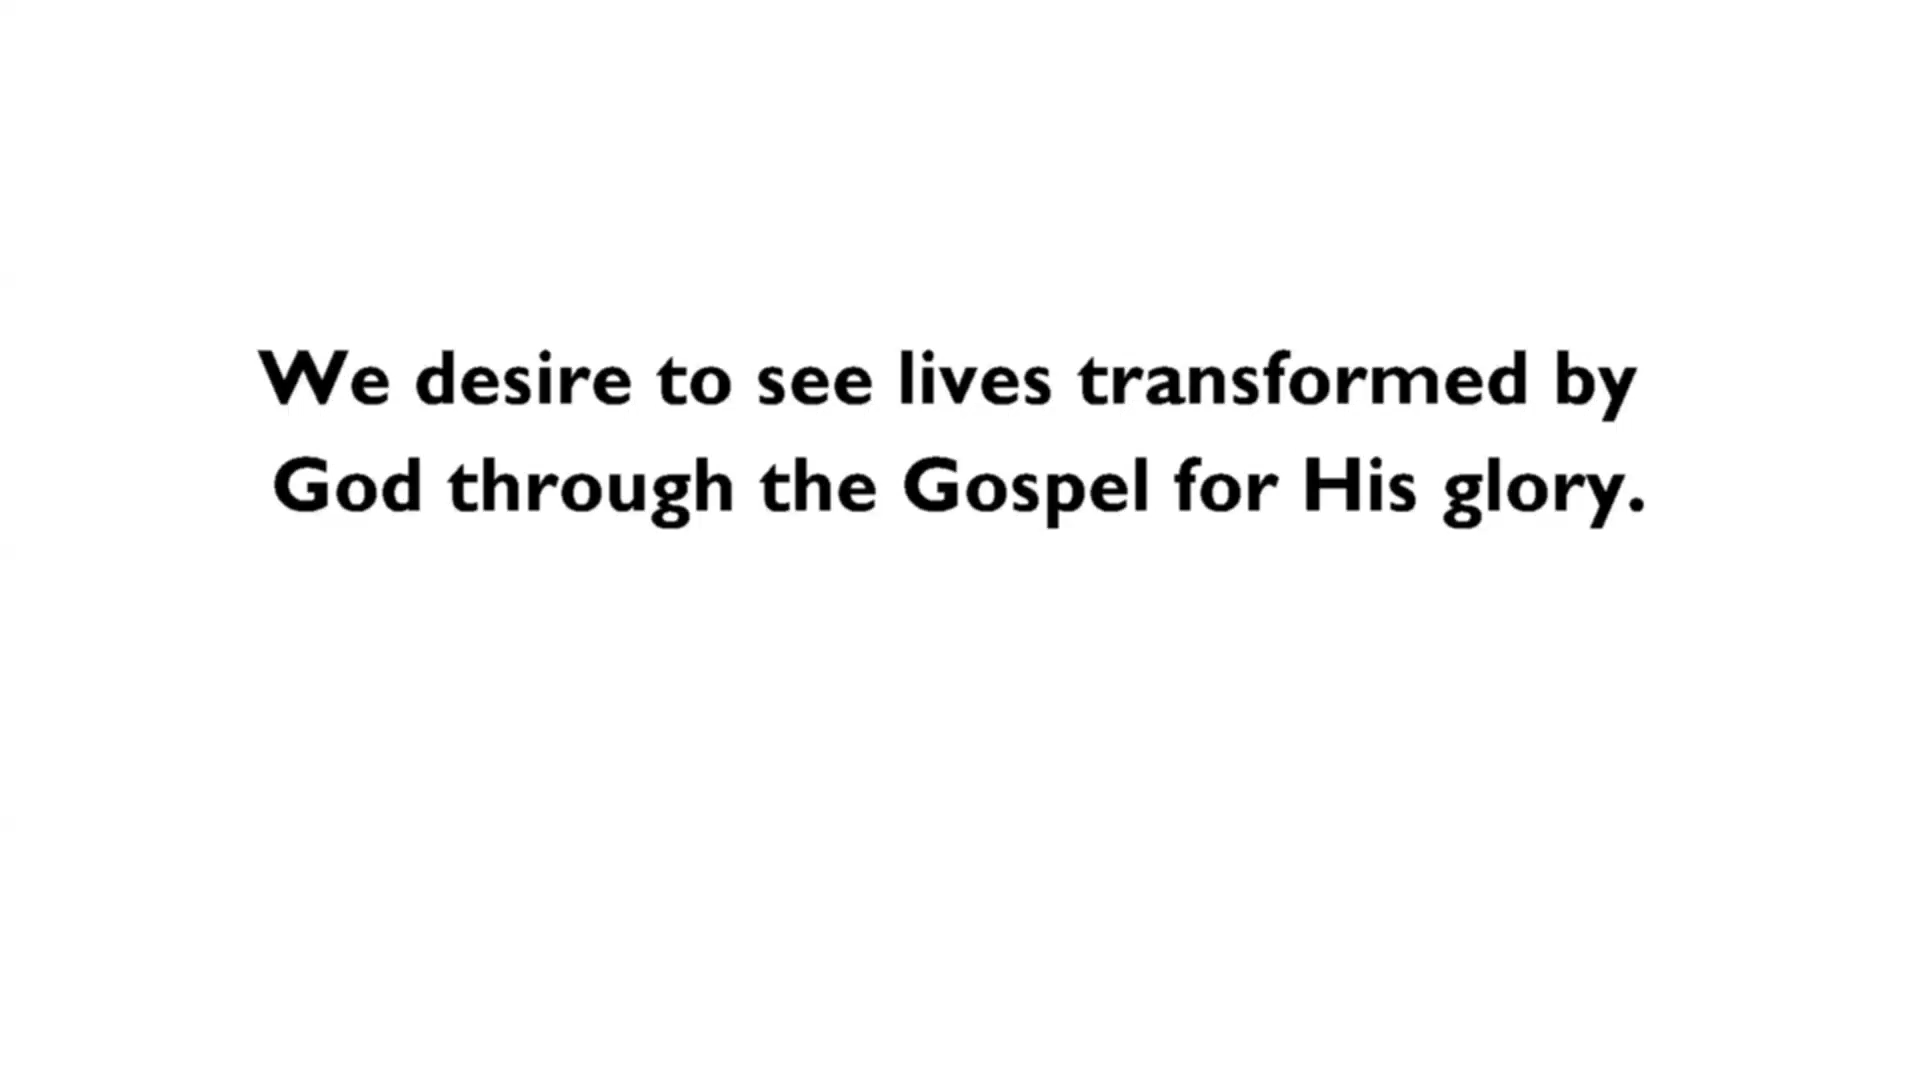 We desire to see lives transformed by
God through the Gospel for His glory.